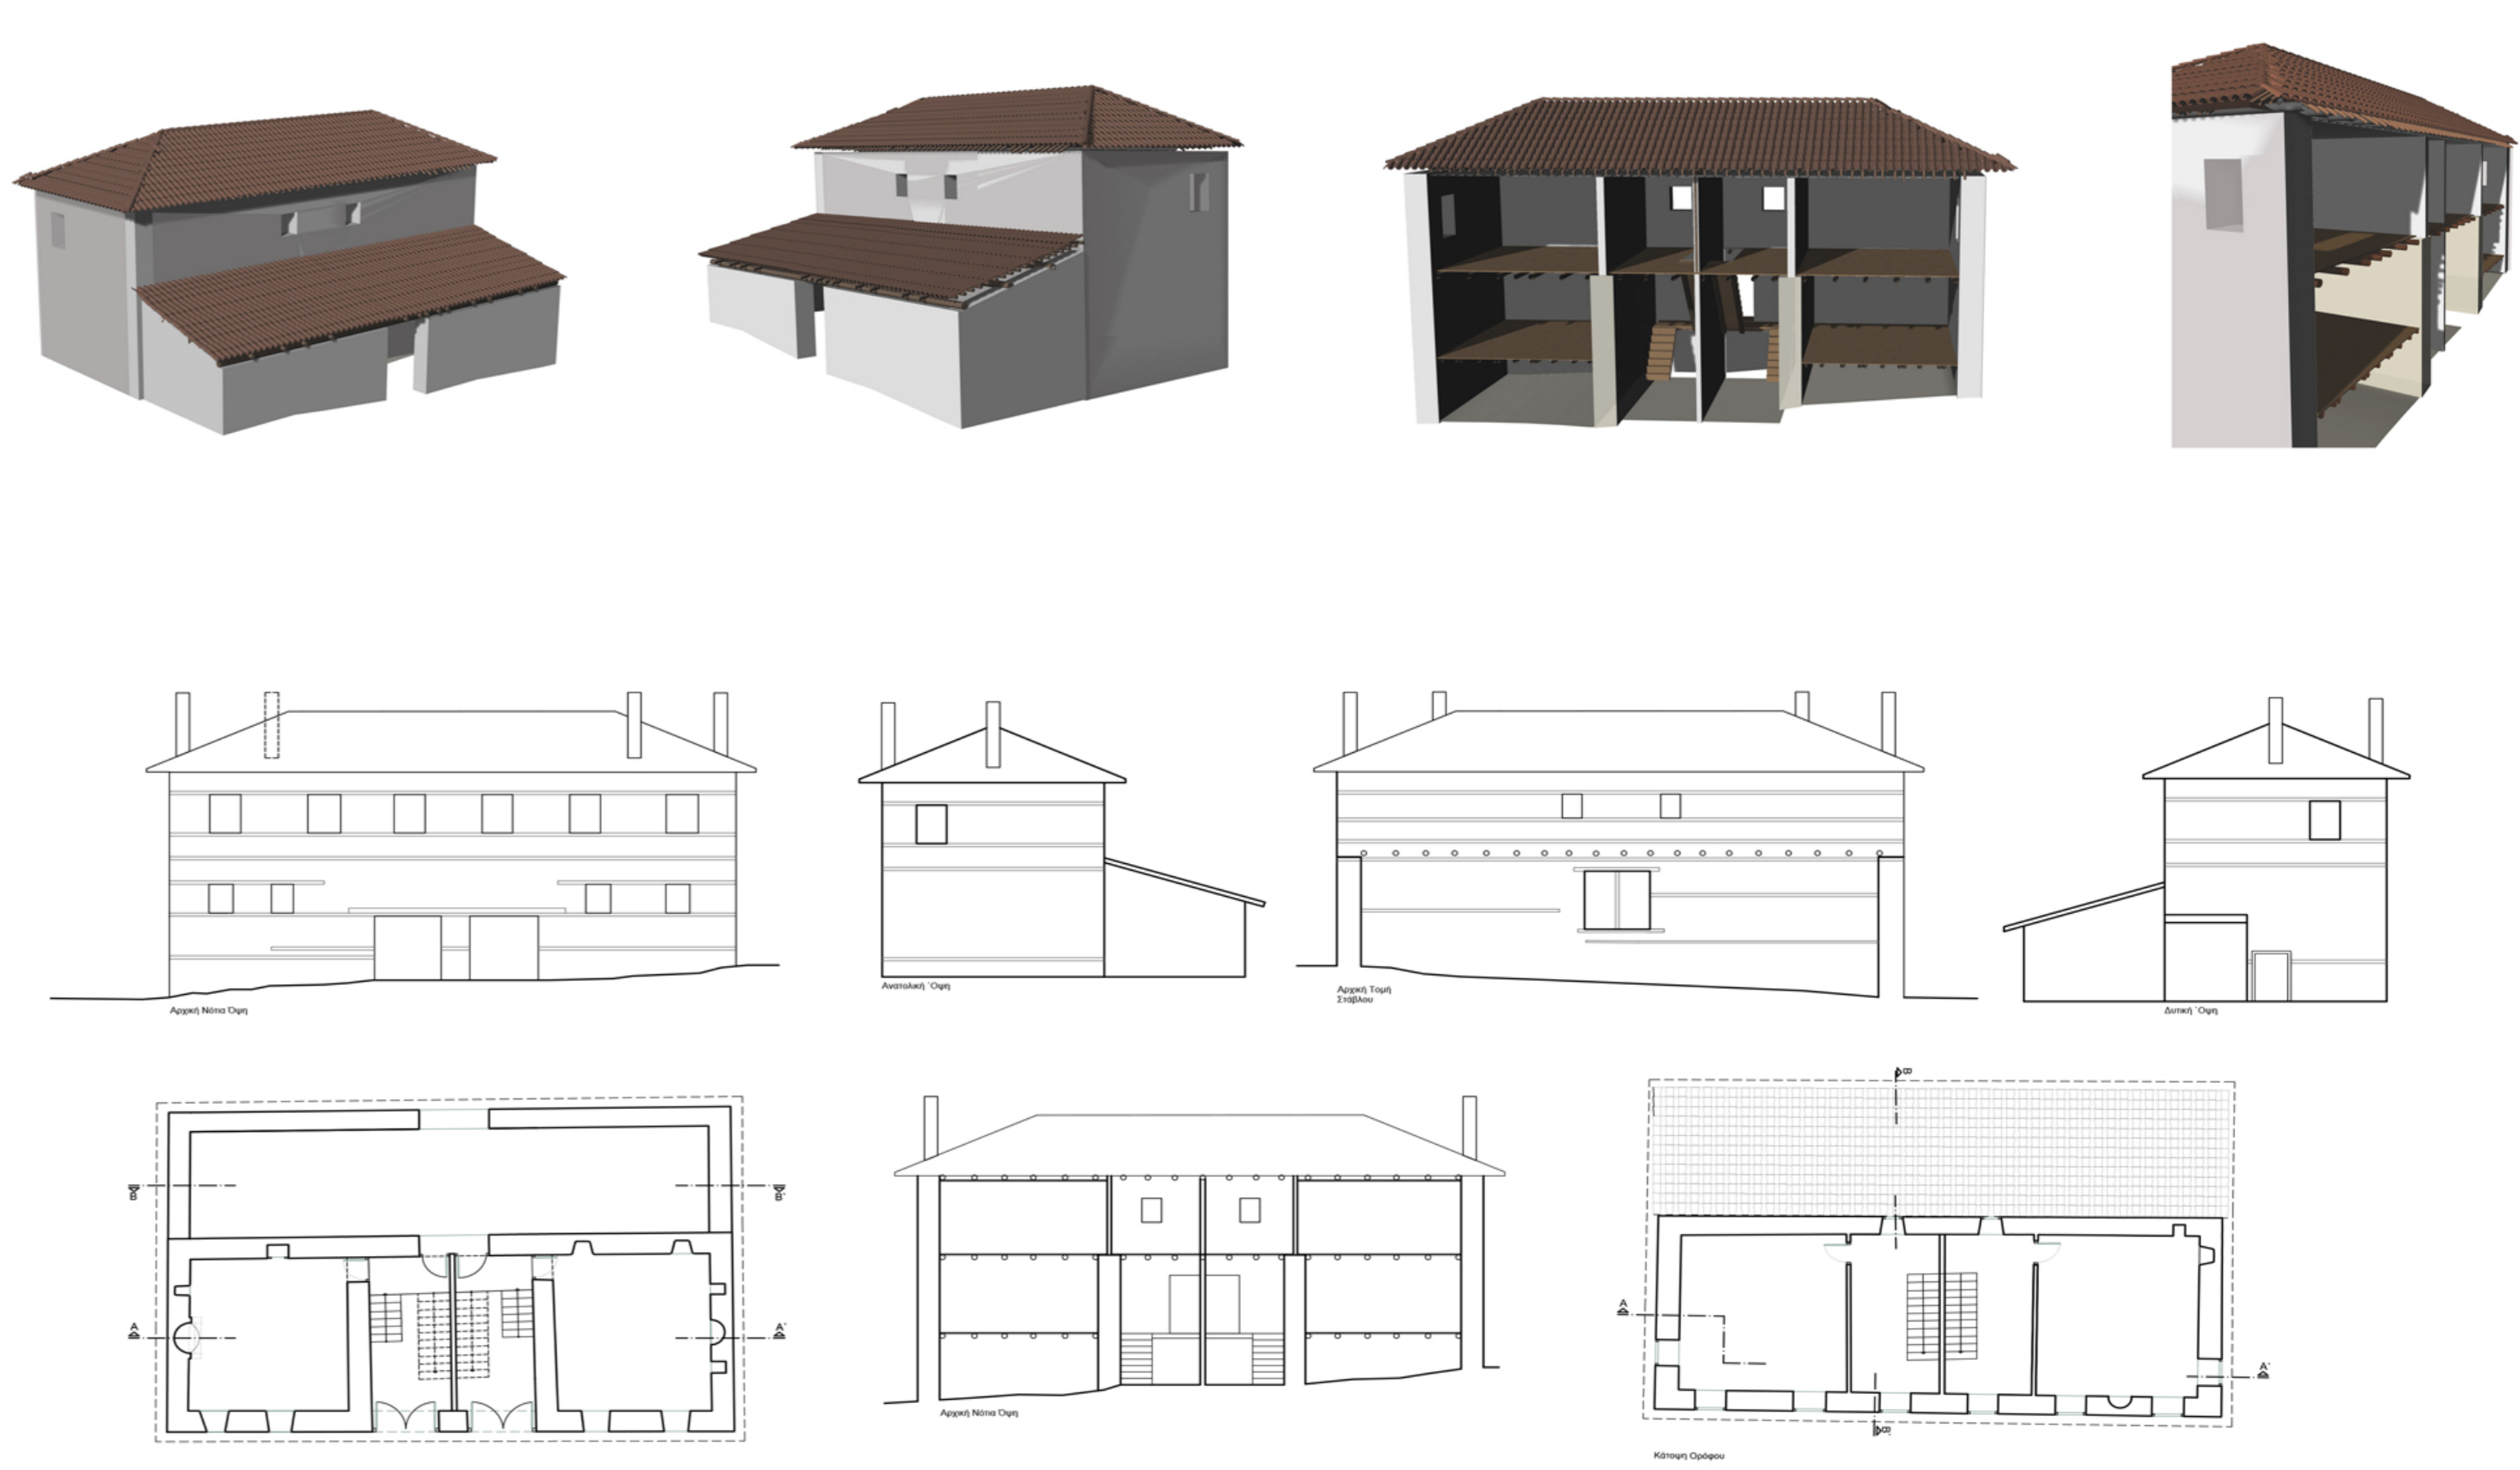 Αρχική Νότια Όψη
Ανατολική ΄Οψη
Αρχική Τομή
Στάβλου
Δυτική ΄Οψη
B
B'
A
A'
Αρχική Νότια Όψη
B
A
A'
B'
Κάτοψη Ορόφου